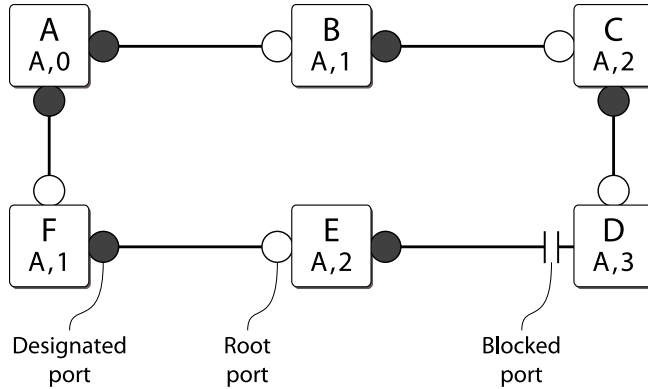 A
A,0
B
A,1
C
A,2
F
A,1
E
A,2
D
A,3
Designated
port
Root
port
Blocked
port